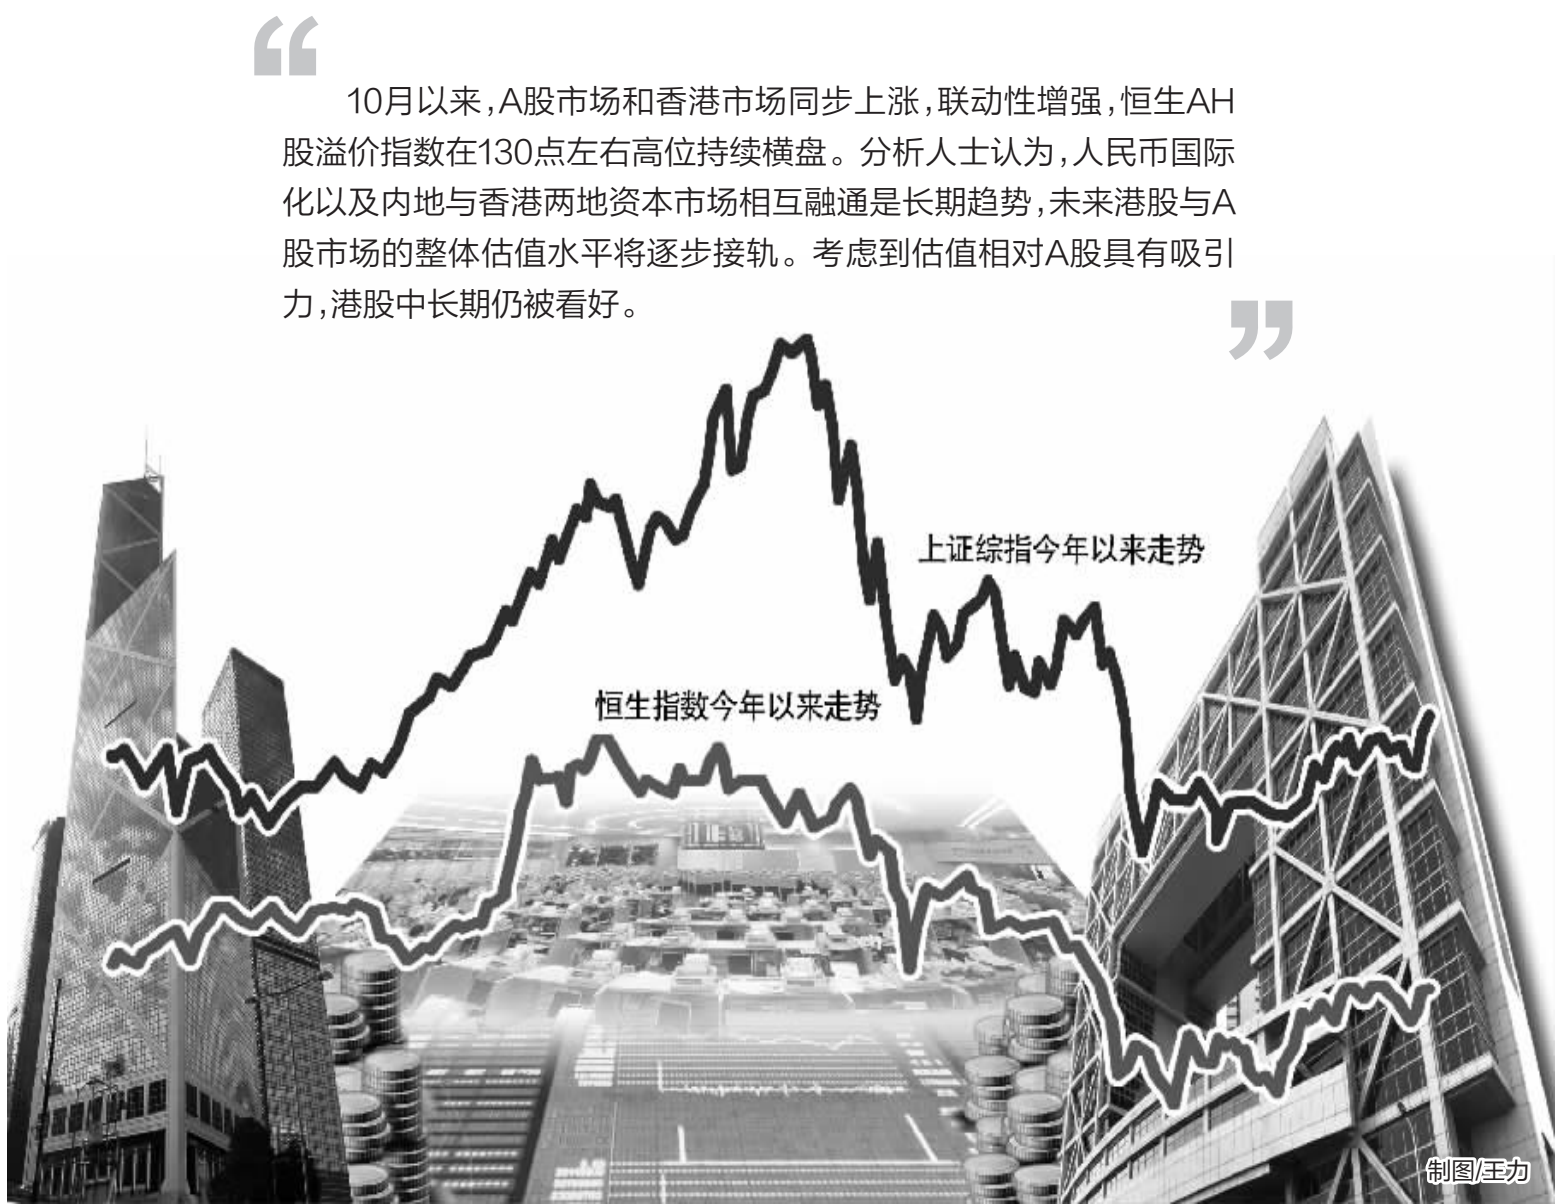 “
10月以来，A股市场和香港市场同步上涨，联动性增强，恒生AH
股溢价指数在130点左右高位持续横盘。分析人士认为，人民币国际
化以及内地与香港两地资本市场相互融通是长期趋势，未来港股与A
股市场的整体估值水平将逐步接轨。考虑到估值相对A股具有吸引
力，港股中长期仍被看好。
”
上证综指今年以来走势
恒生指数今年以来走势
制图/王力